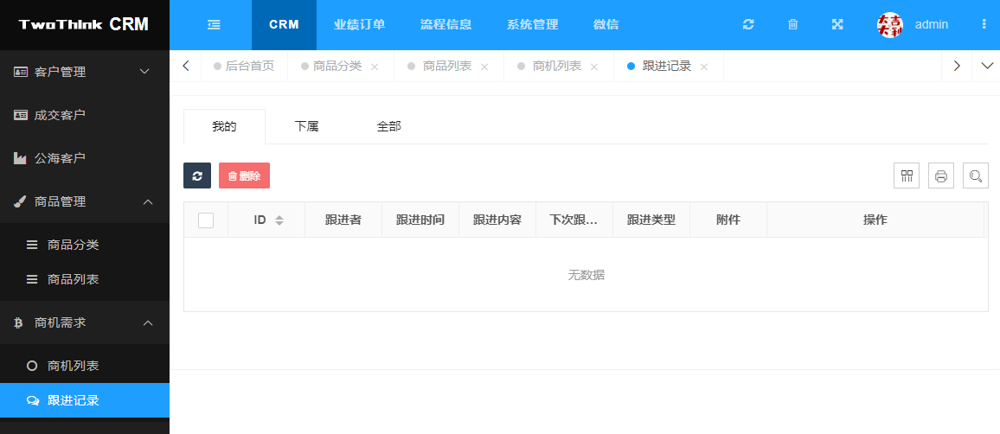 TwoThink CRM
CRM 业绩订单 流程信息 系统管理 微信 admin
客户管理
成交客户
公海客户
商品管理
商品分类
商品列表
商机需求
商机列表
跟进记录
后台首页 商品分类 商品列表 商机列表 跟进记录
我的 下属 全部
删除
ID 跟进者 跟进时间 跟进内容 下次跟... 跟进类型 附件 操作
无数据